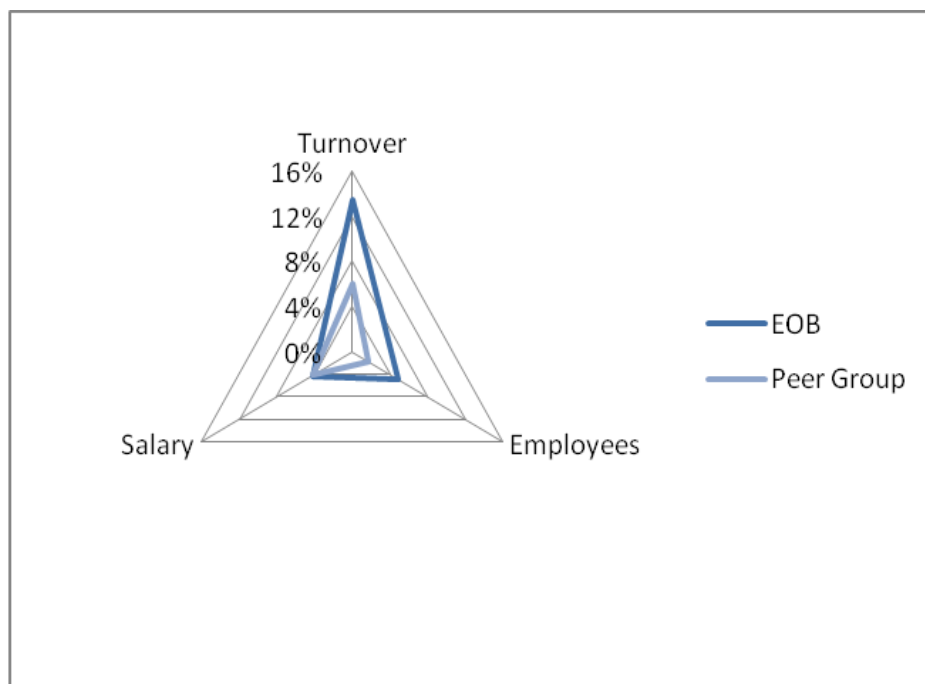 Turnover
16%
12%
8%
4%
0%
Salary
Employees
EOB
Peer Group